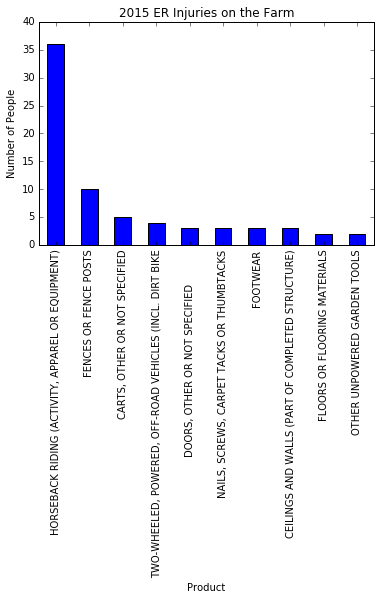 2015 ER Injuries on the Farm
40
35
30
25
20
15
10
5
0
Number of People
HORSEBACK RIDING (ACTIVITY, APPAREL OR EQUIPMENT)
FENCES OR FENCE POSTS
CARTS, OTHER OR NOT SPECIFIED
TWO-WHEELED, POWERED, OFF-ROAD VEHICLES (INCL. DIRT BIKE
DOORS, OTHER OR NOT SPECIFIED
NAILS, SCREWS, CARPET TACKS OR THUMBTACKS
FOOTWEAR
CEILINGS AND WALLS (PART OF COMPLETED STRUCTURE)
FLOORS OR FLOORING MATERIALS
OTHER UNPOWERED GARDEN TOOLS
Product